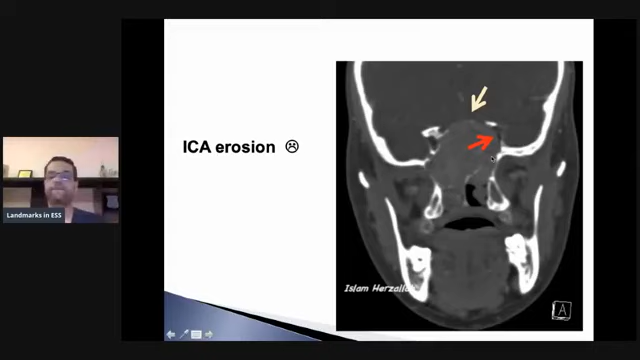 ICA erosion ☹
Landmarks in ESS
Islam Herzallah
A